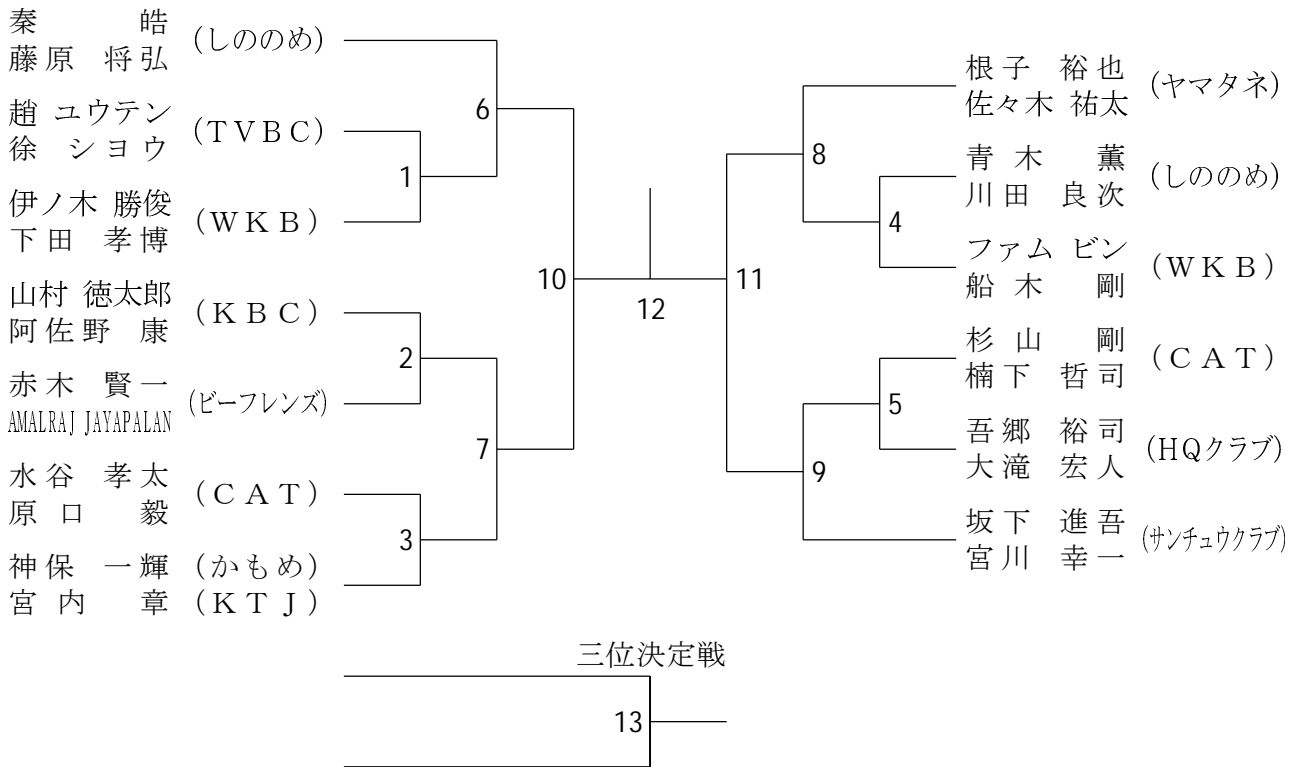 秦 皓 (しののめ)
藤原 将弘
趙 ユウテン (TVBC)
徐 ショウ
1
6
伊ノ木 勝俊 (WKB)
下田 孝博
山村 徳太郎 (KBC)
阿佐野 康
2
赤木 賢一 (ビーフレンズ)
AMALRAJ JAYAPALAN
7
水谷 孝太 (CAT)
原口 毅
3
神保 一輝 (かもめ)
宮内 章 (KTJ)
10
12
11
根子 裕也 (ヤマタネ)
佐々木 祐太
8
青木 薫 (しののめ)
川田 良次
4
ファム ビン (WKB)
船木 剛
杉山 剛 (CAT)
楠下 哲司
5
吾郷 裕司 (HQクラブ)
大滝 宏人
9
坂下 進吾 (サンチュウクラブ)
宮川 幸一
三位決定戦
13